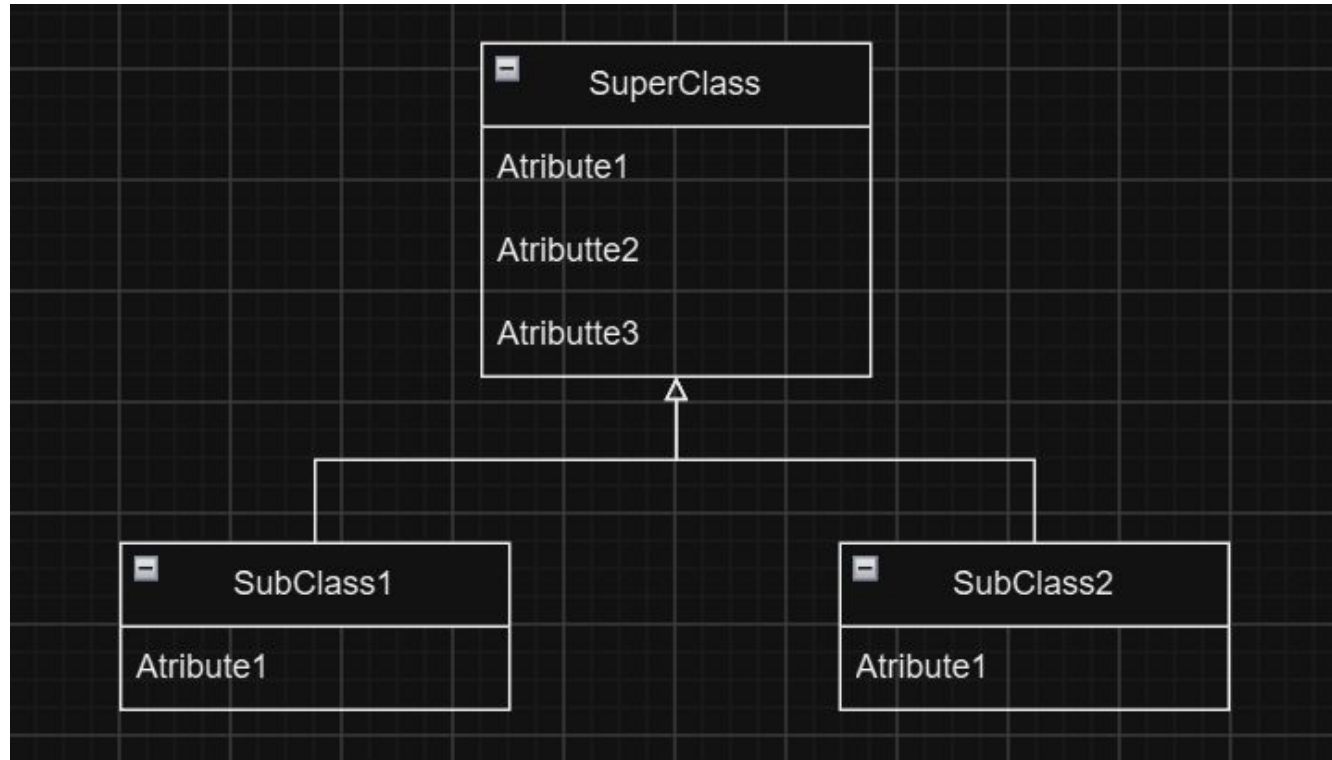 SuperClass
Atribute1
Atributte2
Atributte3
SubClass1
Atribute1
SubClass2
Atribute1